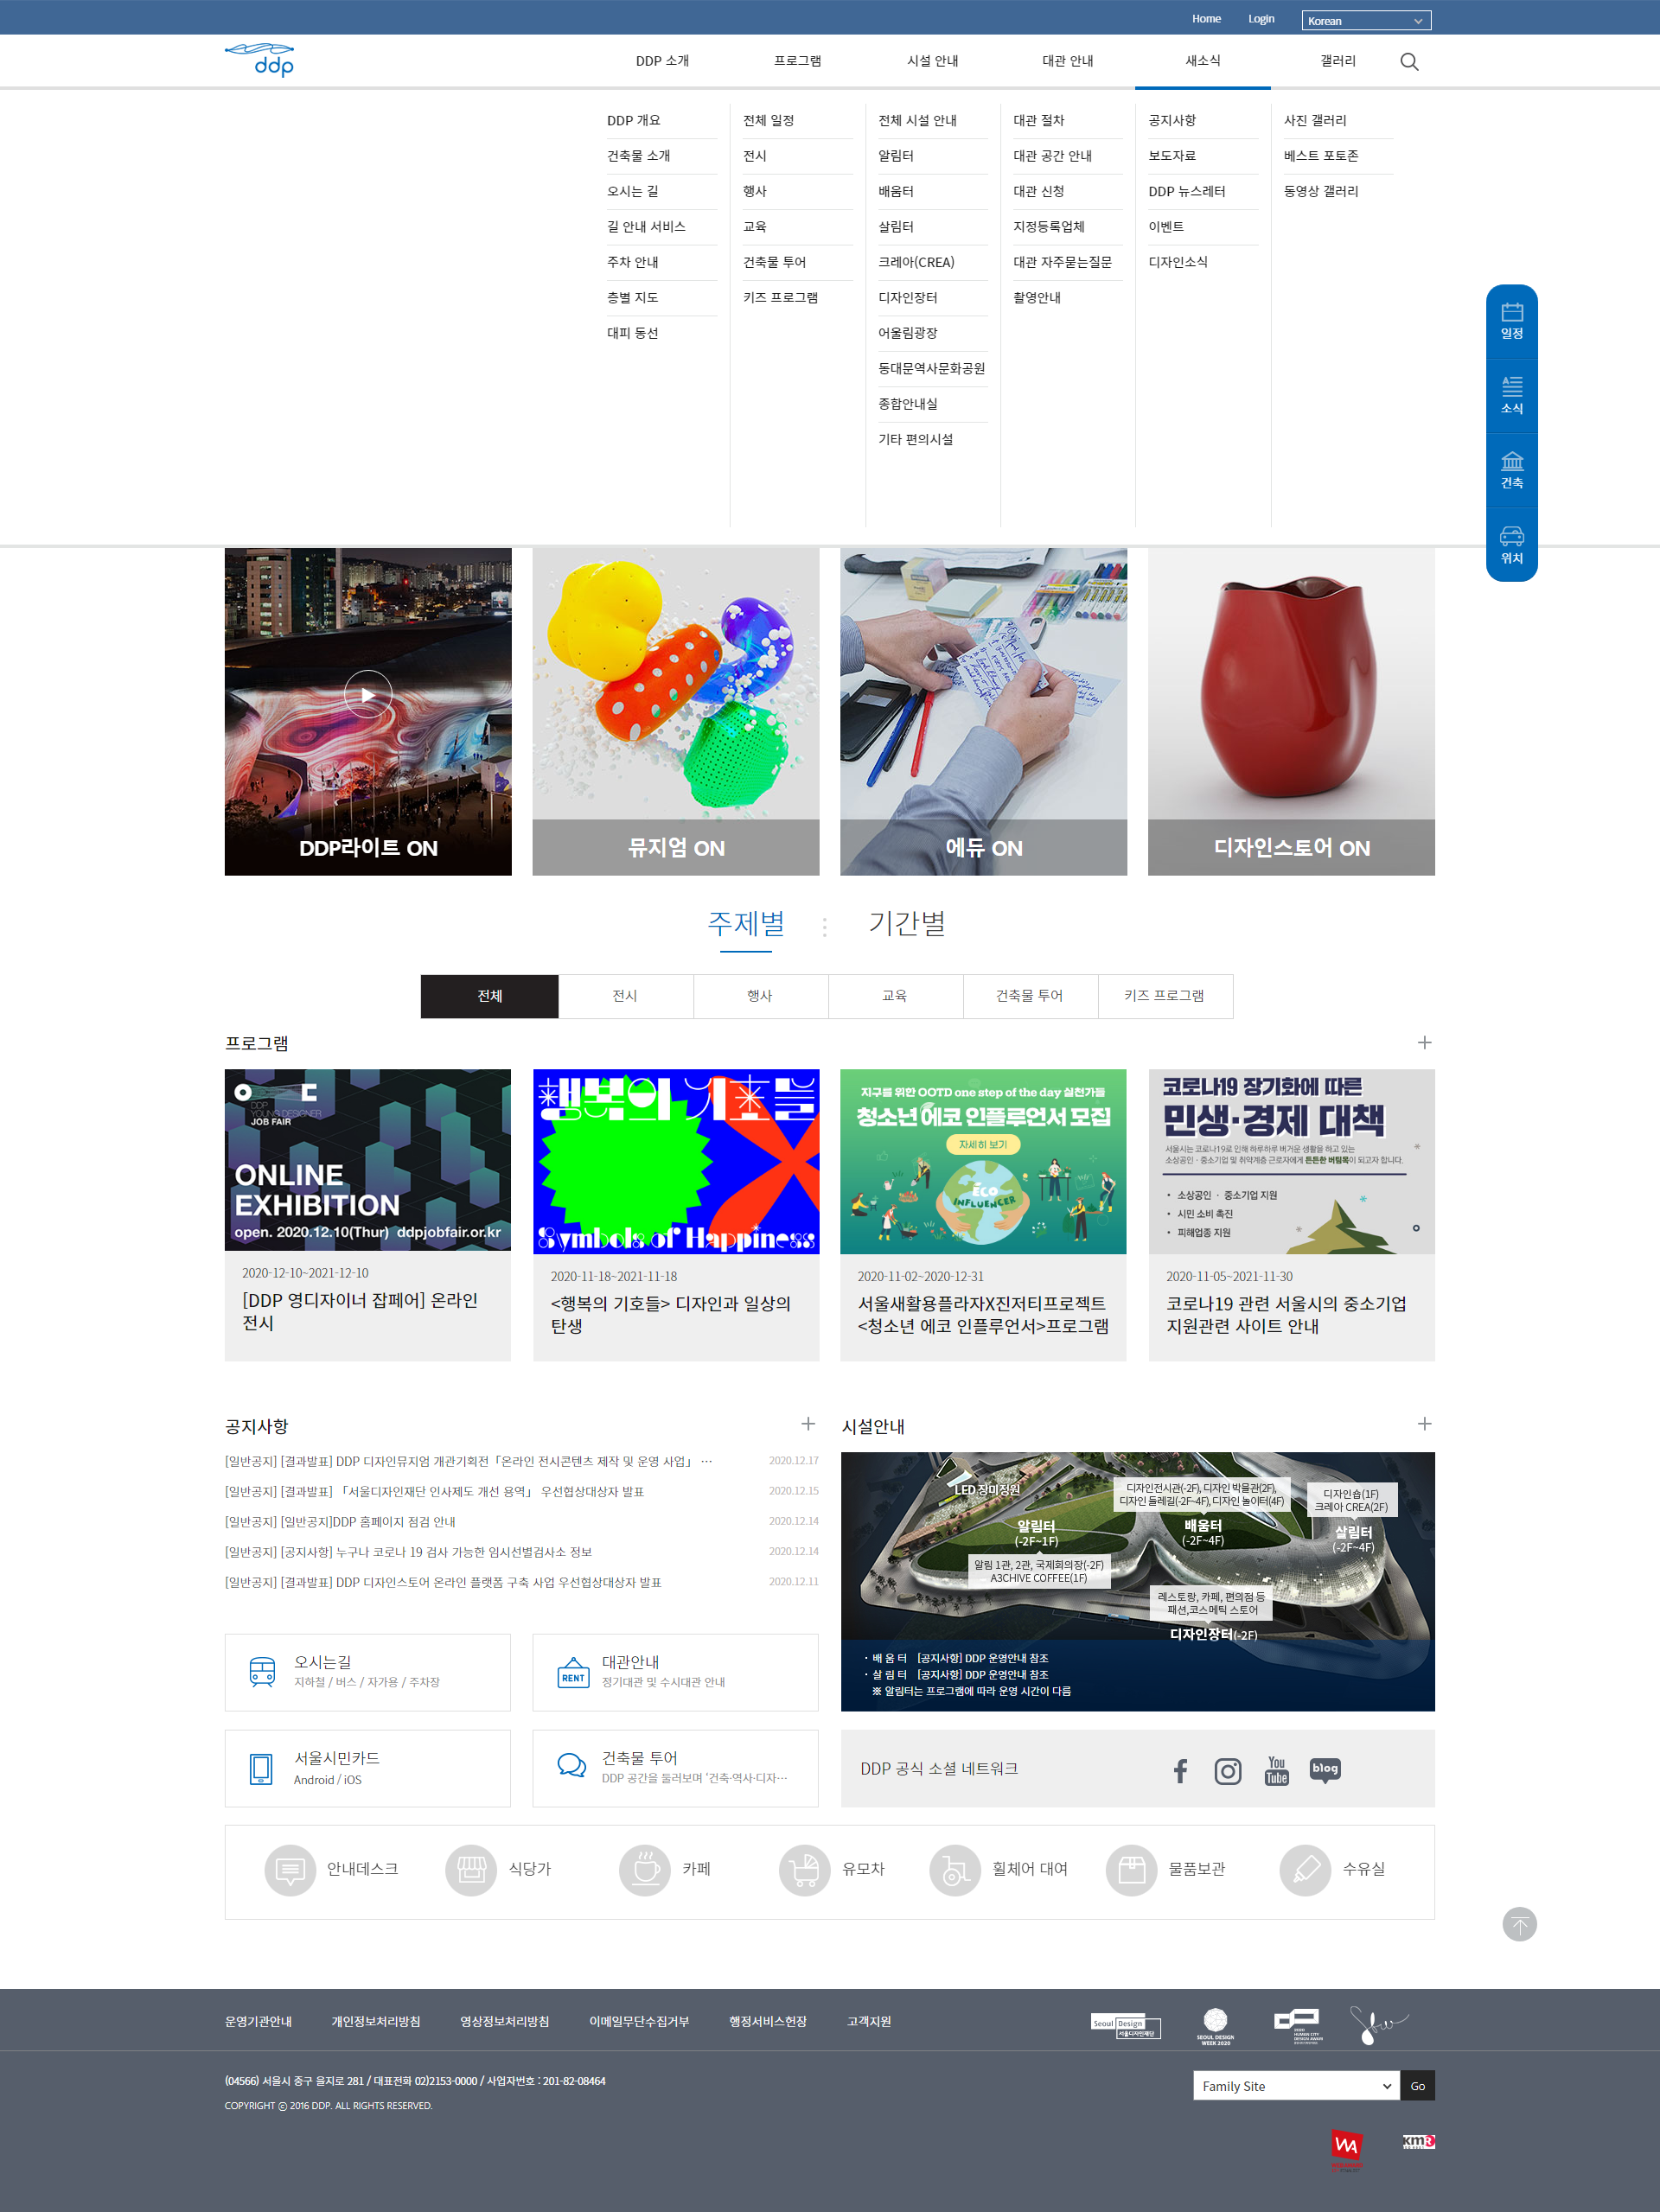 Home
Login
Korean
ddp
DDP 소개
프로그램
시설 안내
대관 안내
새소식
갤러리
DDP 개요
건축물 소개
오시는 길
길 안내 서비스
주차 안내
층별 지도
대피 동선
전체 일정
전시
행사
교육
건축물 투어
키즈 프로그램
전체 시설 안내
알림터
배움터
살림터
크레아(CREA)
디자인장터
어울림광장
동대문역사문화공원
종합안내실
기타 편의시설
대관 절차
대관 공간 안내
대관 신청
지정등록업체
대관 자주묻는질문
촬영안내
공지사항
보도자료
DDP 뉴스레터
이벤트
디자인소식
사진 갤러리
베스트 포토존
동영상 갤러리
일정
소식
건축
위치
DDP라이트 ON
뮤지엄 ON
에듀 ON
디자인스토어 ON
주제별
기간별
전체
전시
행사
교육
건축물 투어
키즈 프로그램
프로그램
DDP
YOUNG DESIGNER
JOB FAIR
ONLINE
EXHIBITION
open. 2020.12.10(Thur) ddpjobfair.or.kr
2020-12-10~2021-12-10
[DDP 영디자이너 잡페어] 온라인
전시
행복의 기호들
Symbols of Happiness
2020-11-18~2021-11-18
<행복의 기호들> 디자인과 일상의
탄생
지구를 위한 OOTD one step of the day 실천가들
청소년 에코 인플루언서 모집
자세히 보기
ECO
INFLUENCER
2020-11-02~2020-12-31
서울새활용플라자X진저티프로젝트
<청소년 에코 인플루언서>프로그램
코로나19 장기화에 따른
민생·경제 대책
서울시는 코로나19로 인해 하루하루 버거운 생활을 하고 있는
소상공인·중소기업 및 취약계층 근로자에게 든든한 버팀목이 되고자 합니다.
• 소상공인 · 중소기업 지원
• 시민 소비 촉진
• 피해업종 지원
2020-11-05~2021-11-30
코로나19 관련 서울시의 중소기업
지원관련 사이트 안내
공지사항
[일반공지] [결과발표] DDP 디자인뮤지엄 개관기획전「온라인 전시콘텐츠 제작 및 운영 사업」 … 2020.12.17
[일반공지] [결과발표] 「서울디자인재단 인사제도 개선 용역」 우선협상대상자 발표 2020.12.15
[일반공지] [일반공지]DDP 홈페이지 점검 안내 2020.12.14
[일반공지] [공지사항] 누구나 코로나 19 검사 가능한 임시선별검사소 정보 2020.12.14
[일반공지] [결과발표] DDP 디자인스토어 온라인 플랫폼 구축 사업 우선협상대상자 발표 2020.12.11
시설안내
LED 장미정원
디자인전시관(-2F), 디자인 박물관(2F),
디자인 둘레길(-2F~4F), 디자인 놀이터(4F)
배움터
(-2F~4F)
디자인숍(1F)
크레아 CREA(2F)
살림터
(-2F~4F)
알림터
(-2F~1F)
알림 1관, 2관, 국제회의장(-2F)
A3CHIVE COFFEE(1F)
레스토랑, 카페, 편의점 등
패션,코스메틱 스토어
디자인장터(-2F)
· 배 움 터 [공지사항] DDP 운영안내 참조
· 살 림 터 [공지사항] DDP 운영안내 참조
※ 알림터는 프로그램에 따라 운영 시간이 다름
오시는길
지하철 / 버스 / 자가용 / 주차장
RENT
대관안내
정기대관 및 수시대관 안내
서울시민카드
Android / iOS
건축물 투어
DDP 공간을 둘러보며 '건축·역사·디자…
DDP 공식 소셜 네트워크
You
Tube
blog
안내데스크
식당가
카페
유모차
휠체어 대여
물품보관
수유실
운영기관안내
개인정보처리방침
영상정보처리방침
이메일무단수집거부
행정서비스헌장
고객지원
Seoul Design
서울디자인재단
SEOUL DESIGN
WEEK 2020
(04566) 서울시 중구 을지로 281 / 대표전화 02)2153-0000 / 사업자번호 : 201-82-08464
COPYRIGHT ⓒ 2016 DDP. ALL RIGHTS RESERVED.
Family Site
Go
WA
kmR